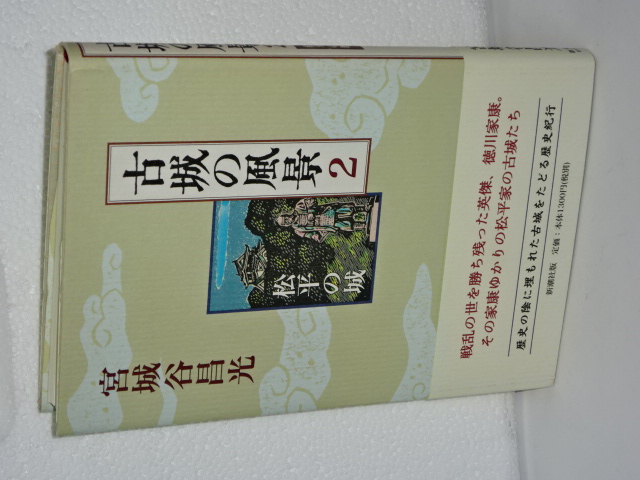 古城の風景2
松平の城
宮城谷昌光
戦乱の世を勝ち残った英傑、徳川家康。
その家康ゆかりの松平家の古城たち
歴史の陰に埋もれた古城をたどる歴史紀行
新潮社版 定価:本体1300円(税別)